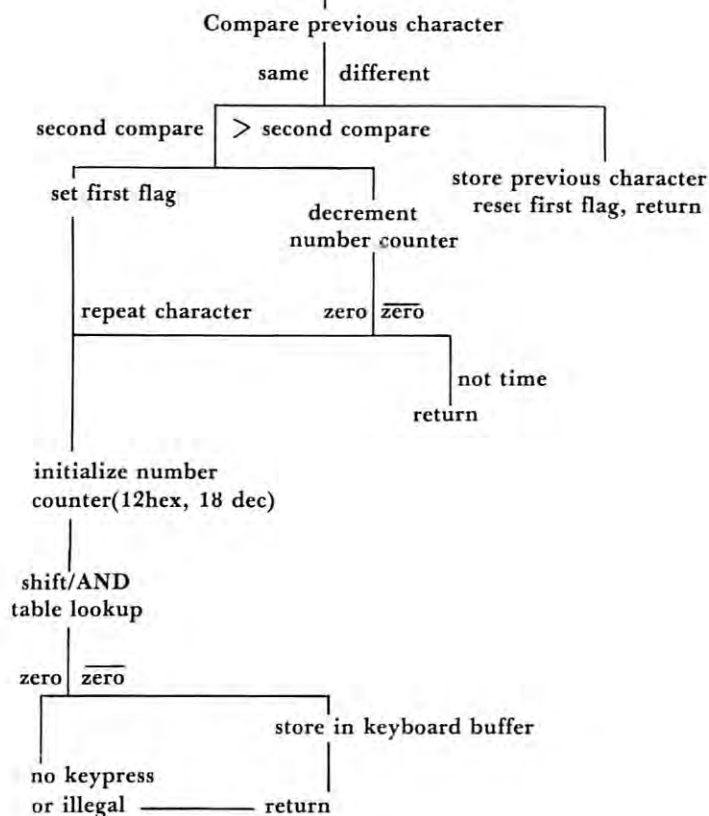 Compare previous character
same different
second compare > second compare
set first flag
store previous character
reset first flag, return
decrement
number counter
repeat character zero z̅e̅r̅o̅
not time
return
initialize number
counter(12hex, 18 dec)
shift/AND
table lookup
zero z̅e̅r̅o̅
store in keyboard buffer
no keypress
or illegal return